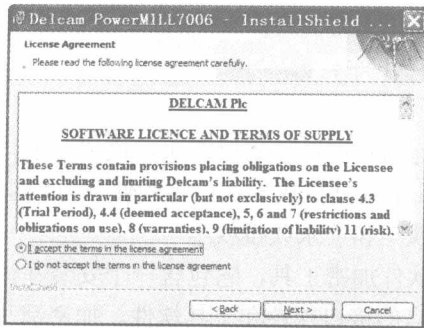 Delcam PowerMILL7006 - InstallShield ...
License Agreement
Please read the following license agreement carefully.
DELCAM Plc
SOFTWARE LICENCE AND TERMS OF SUPPLY
These Terms contain provisions placing obligations on the Licensee
and excluding and limiting Delcam's liability. The Licensee's
attention is drawn in particular (but not exclusively) to clause 4.3
(Trial Period), 4.4 (deemed acceptance), 5, 6 and 7 (restrictions and
obligations on use), 8 (warranties), 9 (limitation of liability) 11 (risk),
I accept the terms in the license agreement
I do not accept the terms in the license agreement
InstallShield
< Back Next > Cancel